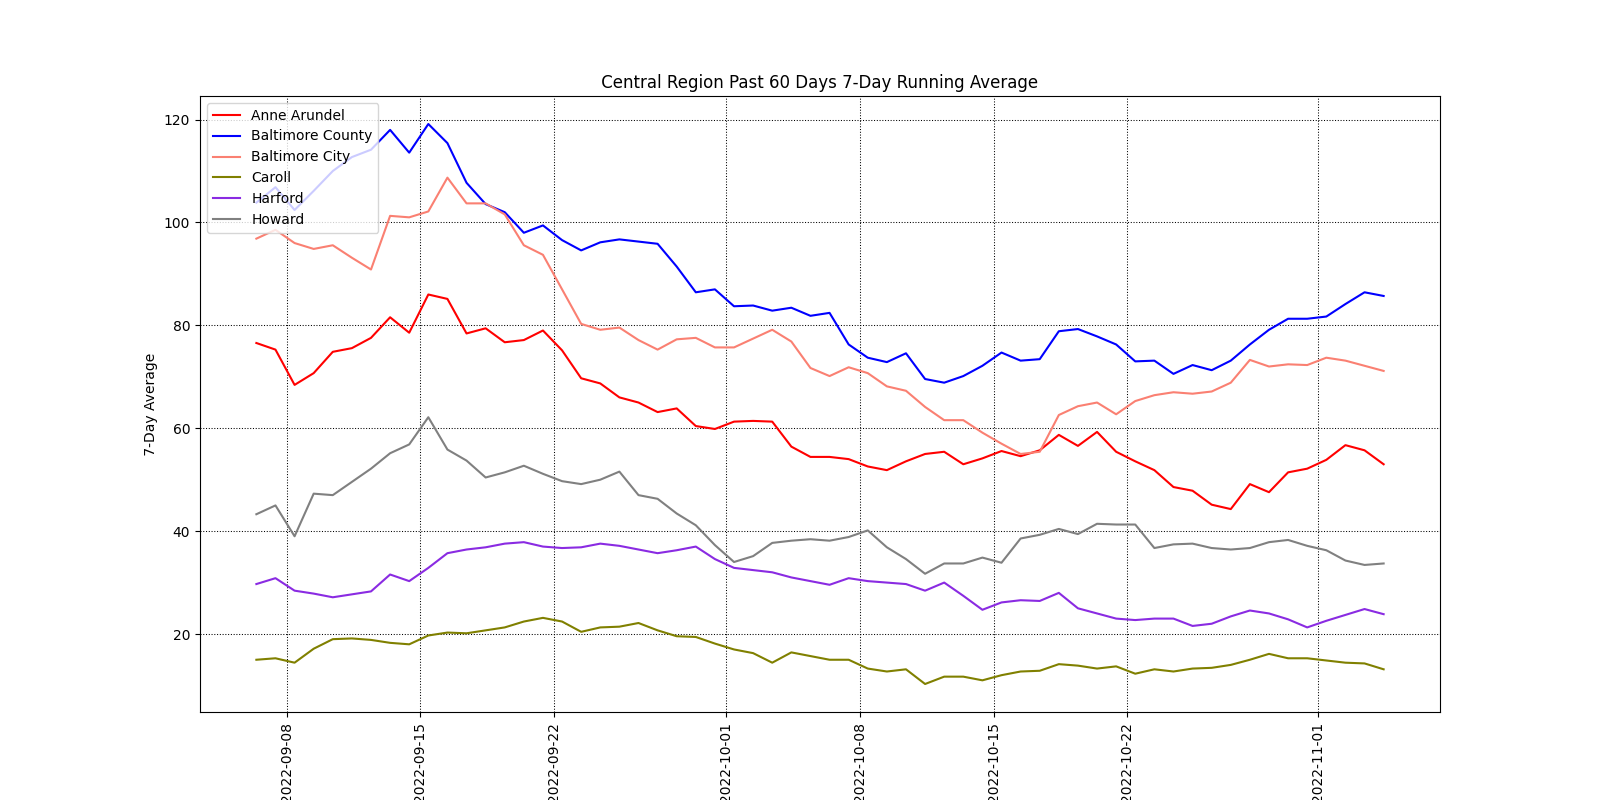 Central Region Past 60 Days 7-Day Running Average
Anne Arundel
Baltimore County
Baltimore City
Caroll
Harford
Howard
7-Day Average
120
100
80
60
40
20
2022-09-08
2022-09-15
2022-09-22
2022-10-01
2022-10-08
2022-10-15
2022-10-22
2022-11-01